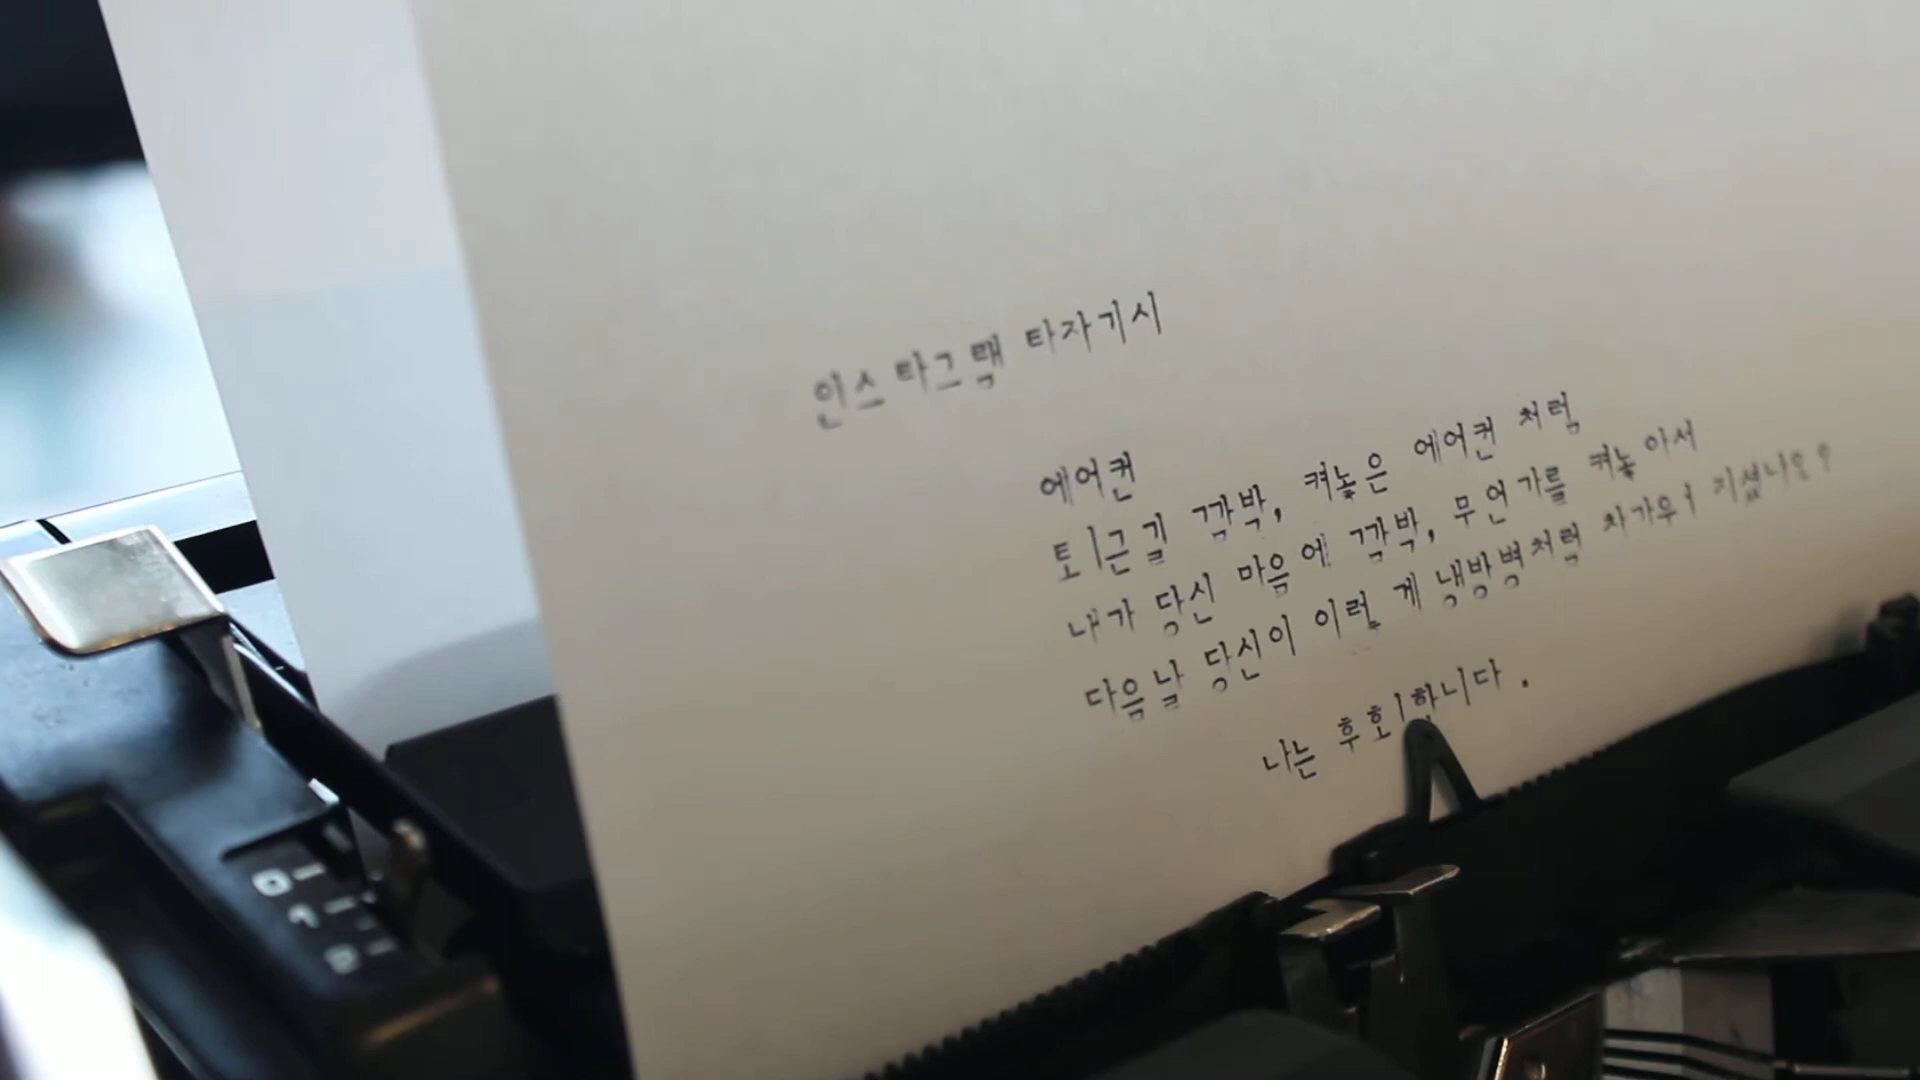 인스타그램 타자기시
에어컨
퇴근길 깜박, 켜놓은 에어컨 처럼
내가 당신 마음에 깜박, 무언가를 켜놓아서
다음날 당신이 이렇게 냉방병처럼 차가우ㅓ 지셨나요?
나는 후회합니다.